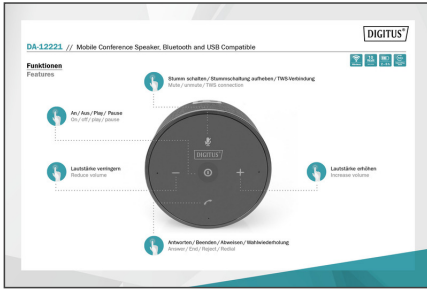 DIGITUS®
DA-12221 // Mobile Conference Speaker, Bluetooth and USB Compatible
Funktionen
Features
Stumm schalten / Stummschaltung aufheben / TWS-Verbindung
Mute / unmute / TWS connection
An / Aus / Play / Pause
On / off / play / pause
DIGITUS
Lautstärke verringern
Reduce volume
Lautstärke erhöhen
Increase volume
Antworten / Beenden / Abweisen / Wahlwiederholung
Answer / End / Reject / Redial